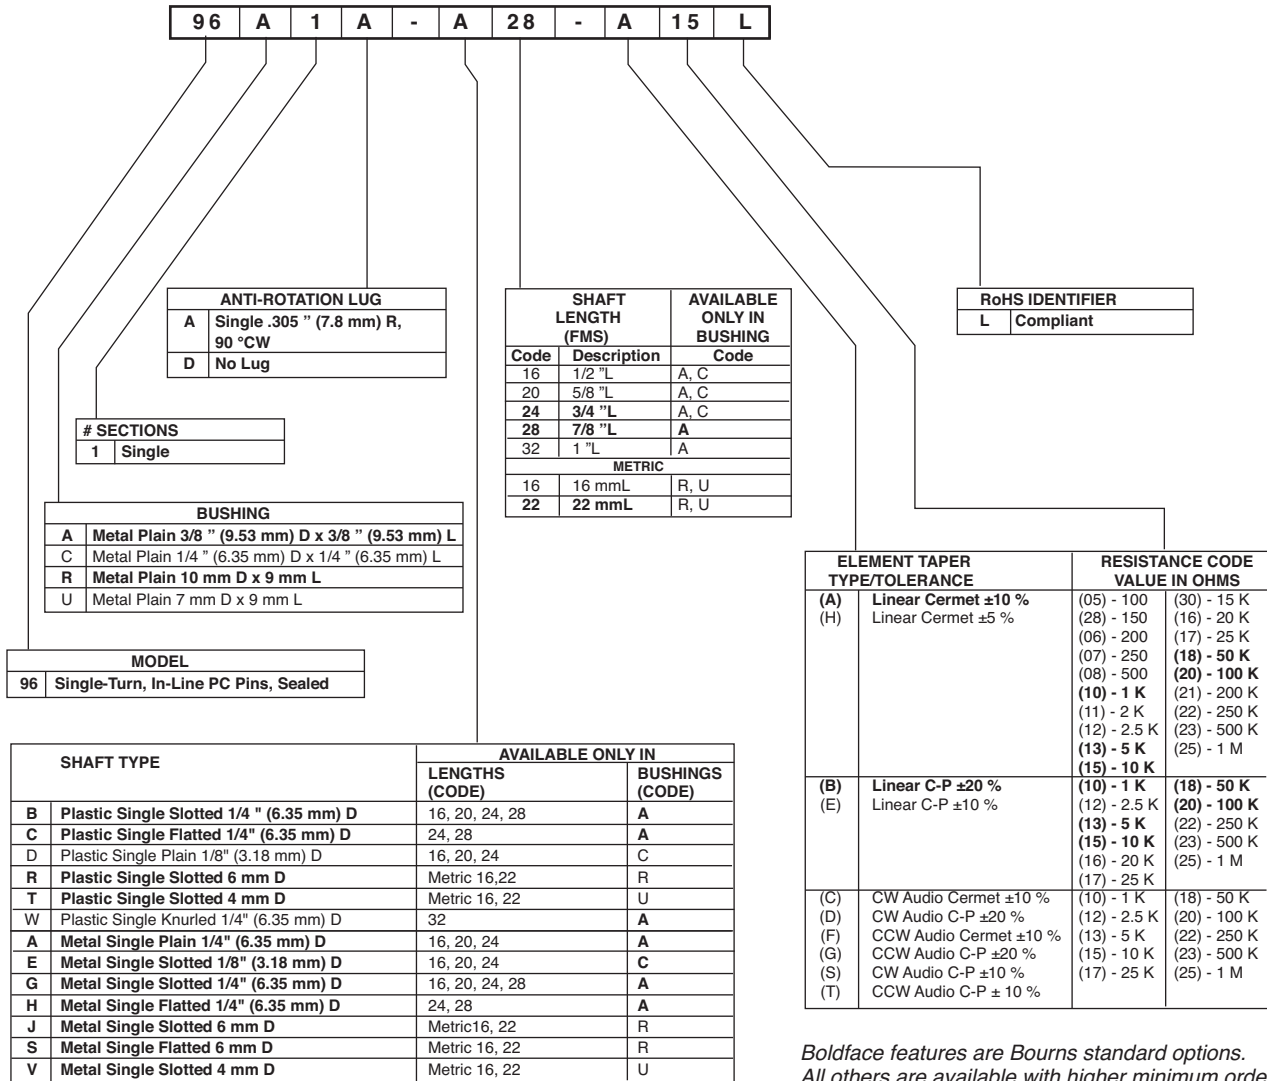 96 A 1 A - A 28 - A 15 L
ANTI-ROTATION LUG
A Single .305 ” (7.8 mm) R,
90 °CW
D No Lug
# SECTIONS
1 Single
BUSHING
A Metal Plain 3/8 ” (9.53 mm) D x 3/8 ” (9.53 mm) L
C Metal Plain 1/4 ” (6.35 mm) D x 1/4 ” (6.35 mm) L
R Metal Plain 10 mm D x 9 mm L
U Metal Plain 7 mm D x 9 mm L
MODEL
96 Single-Turn, In-Line PC Pins, Sealed
SHAFT LENGTH (FMS) AVAILABLE ONLY IN BUSHING
Code Description Code
16 1/2 ”L A, C
20 5/8 ”L A, C
24 3/4 ”L A, C
28 7/8 ”L A
32 1 ”L A
METRIC
16 16 mmL R, U
22 22 mmL R, U
RoHS IDENTIFIER
L Compliant
SHAFT TYPE AVAILABLE ONLY IN
LENGTHS (CODE) BUSHINGS (CODE)
B Plastic Single Slotted 1/4 " (6.35 mm) D 16, 20, 24, 28 A
C Plastic Single Flatted 1/4" (6.35 mm) D 24, 28 A
D Plastic Single Plain 1/8" (3.18 mm) D 16, 20, 24 C
R Plastic Single Slotted 6 mm D Metric 16,22 R
T Plastic Single Slotted 4 mm D Metric 16, 22 U
W Plastic Single Knurled 1/4" (6.35 mm) D 32 A
A Metal Single Plain 1/4" (6.35 mm) D 16, 20, 24 A
E Metal Single Slotted 1/8" (3.18 mm) D 16, 20, 24 C
G Metal Single Slotted 1/4" (6.35 mm) D 16, 20, 24, 28 A
H Metal Single Flatted 1/4" (6.35 mm) D 24, 28 A
J Metal Single Slotted 6 mm D Metric16, 22 R
S Metal Single Flatted 6 mm D Metric 16, 22 R
V Metal Single Slotted 4 mm D Metric 16, 22 U
ELEMENT TAPER RESISTANCE CODE
TYPE/TOLERANCE VALUE IN OHMS
(A) Linear Cermet ±10 % (05) - 100 (30) - 15 K
(H) Linear Cermet ±5 % (28) - 150 (16) - 20 K
(06) - 200 (17) - 25 K
(07) - 250 (18) - 50 K
(08) - 500 (20) - 100 K
(10) - 1 K (21) - 200 K
(11) - 2 K (22) - 250 K
(12) - 2.5 K (23) - 500 K
(13) - 5 K (25) - 1 M
(15) - 10 K
(B) Linear C-P ±20 % (10) - 1 K (18) - 50 K
(E) Linear C-P ±10 % (12) - 2.5 K (20) - 100 K
(13) - 5 K (22) - 250 K
(15) - 10 K (23) - 500 K
(16) - 20 K (25) - 1 M
(17) - 25 K
(C) CW Audio Cermet ±10 % (10) - 1 K (18) - 50 K
(D) CW Audio C-P ±20 % (12) - 2.5 K (20) - 100 K
(F) CCW Audio Cermet ±10 % (13) - 5 K (22) - 250 K
(G) CCW Audio C-P ±20 % (15) - 10 K (23) - 500 K
(S) CW Audio C-P ±10 % (17) - 25 K (25) - 1 M
(T) CCW Audio C-P ± 10 %
Boldface features are Bourns standard options.
All others are available with higher minimum orde